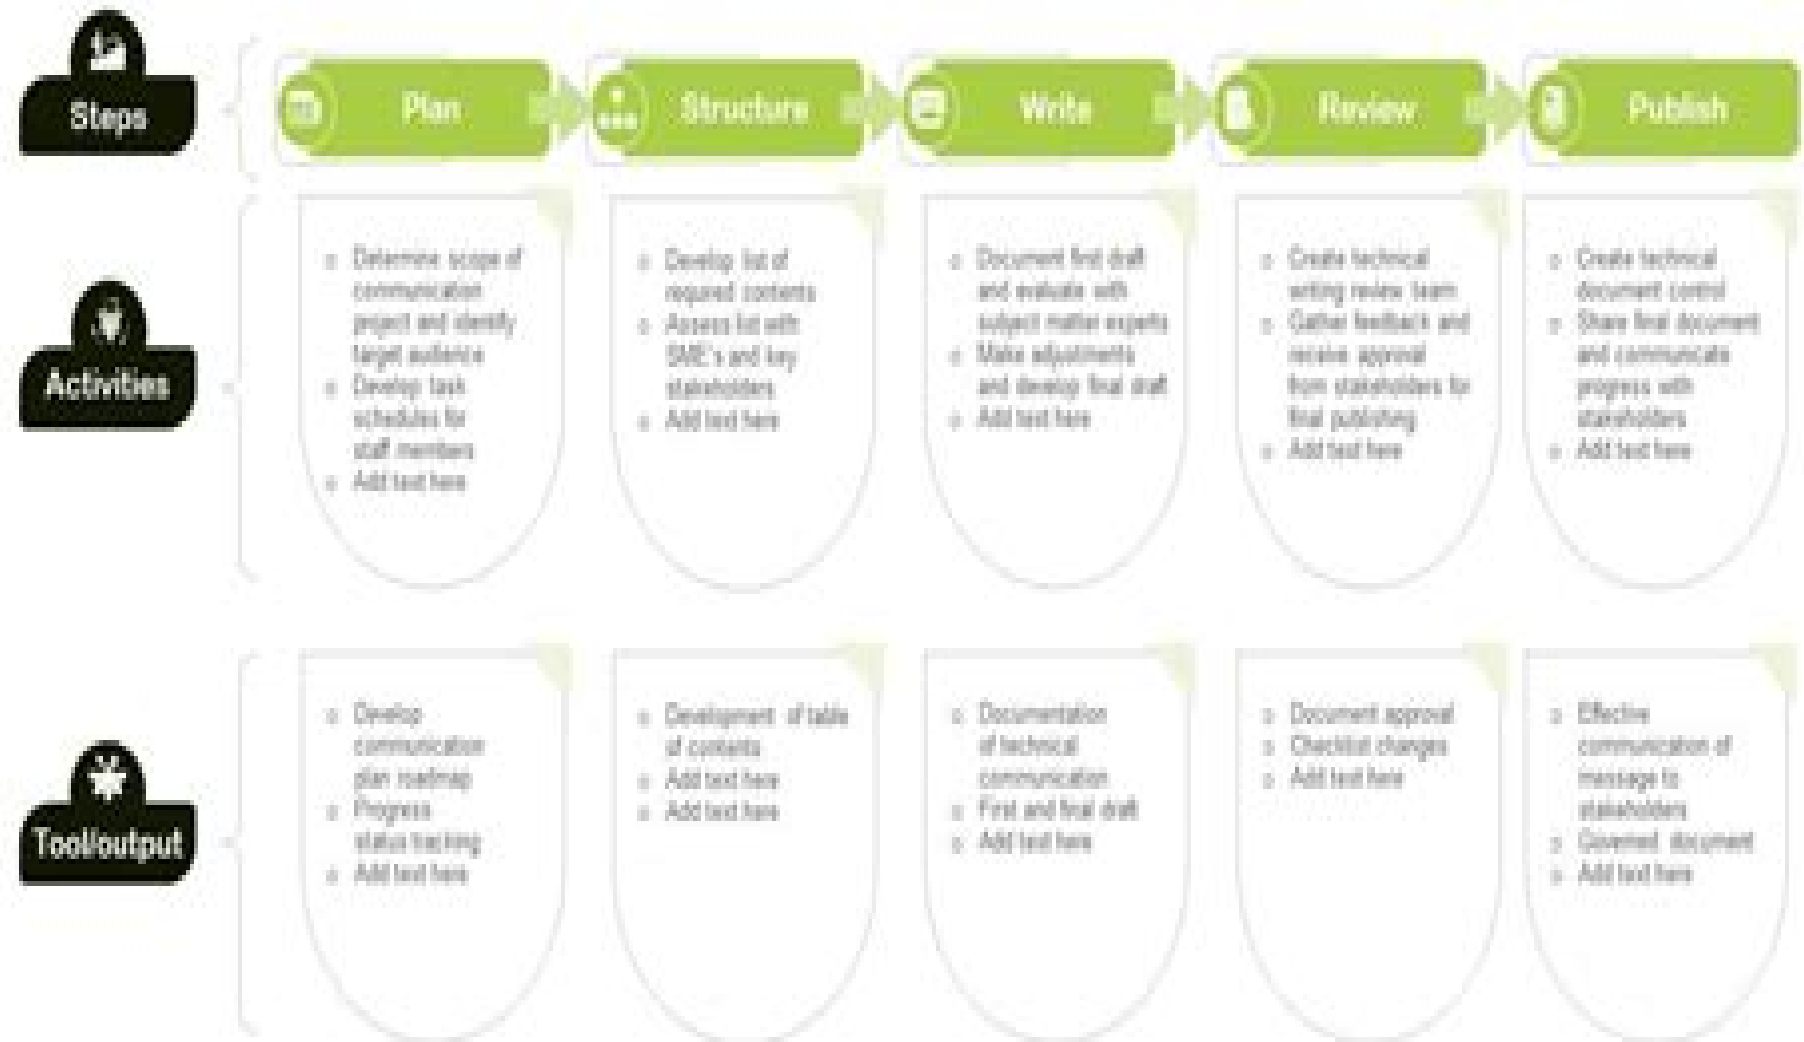 Steps
Plan
Structure
Write
Review
Publish
Activities
Determine scope of
communication
project and identify
target audience
Develop task
schedules for
staff members
Add text here
Develop list of
required contents
Assess list with
SME's and key
stakeholders
Add text here
Document first draft
and evaluate with
subject matter experts
Make adjustments
and develop final draft
Add text here
Create technical
writing review team
Gather feedback and
receive approval
from stakeholders for
final publishing
Add text here
Create technical
document control
Share final document
and communicate
progress with
stakeholders
Add text here
Tool/output
Develop
communication
plan roadmap
Progress
status tracking
Add text here
Development of table
of contents
Add text here
Add text here
Documentation
of technical
communication
First and final draft
Add text here
Document approval
Checklist changes
Add text here
Effective
communication of
message to
stakeholders
Governed document
Add text here